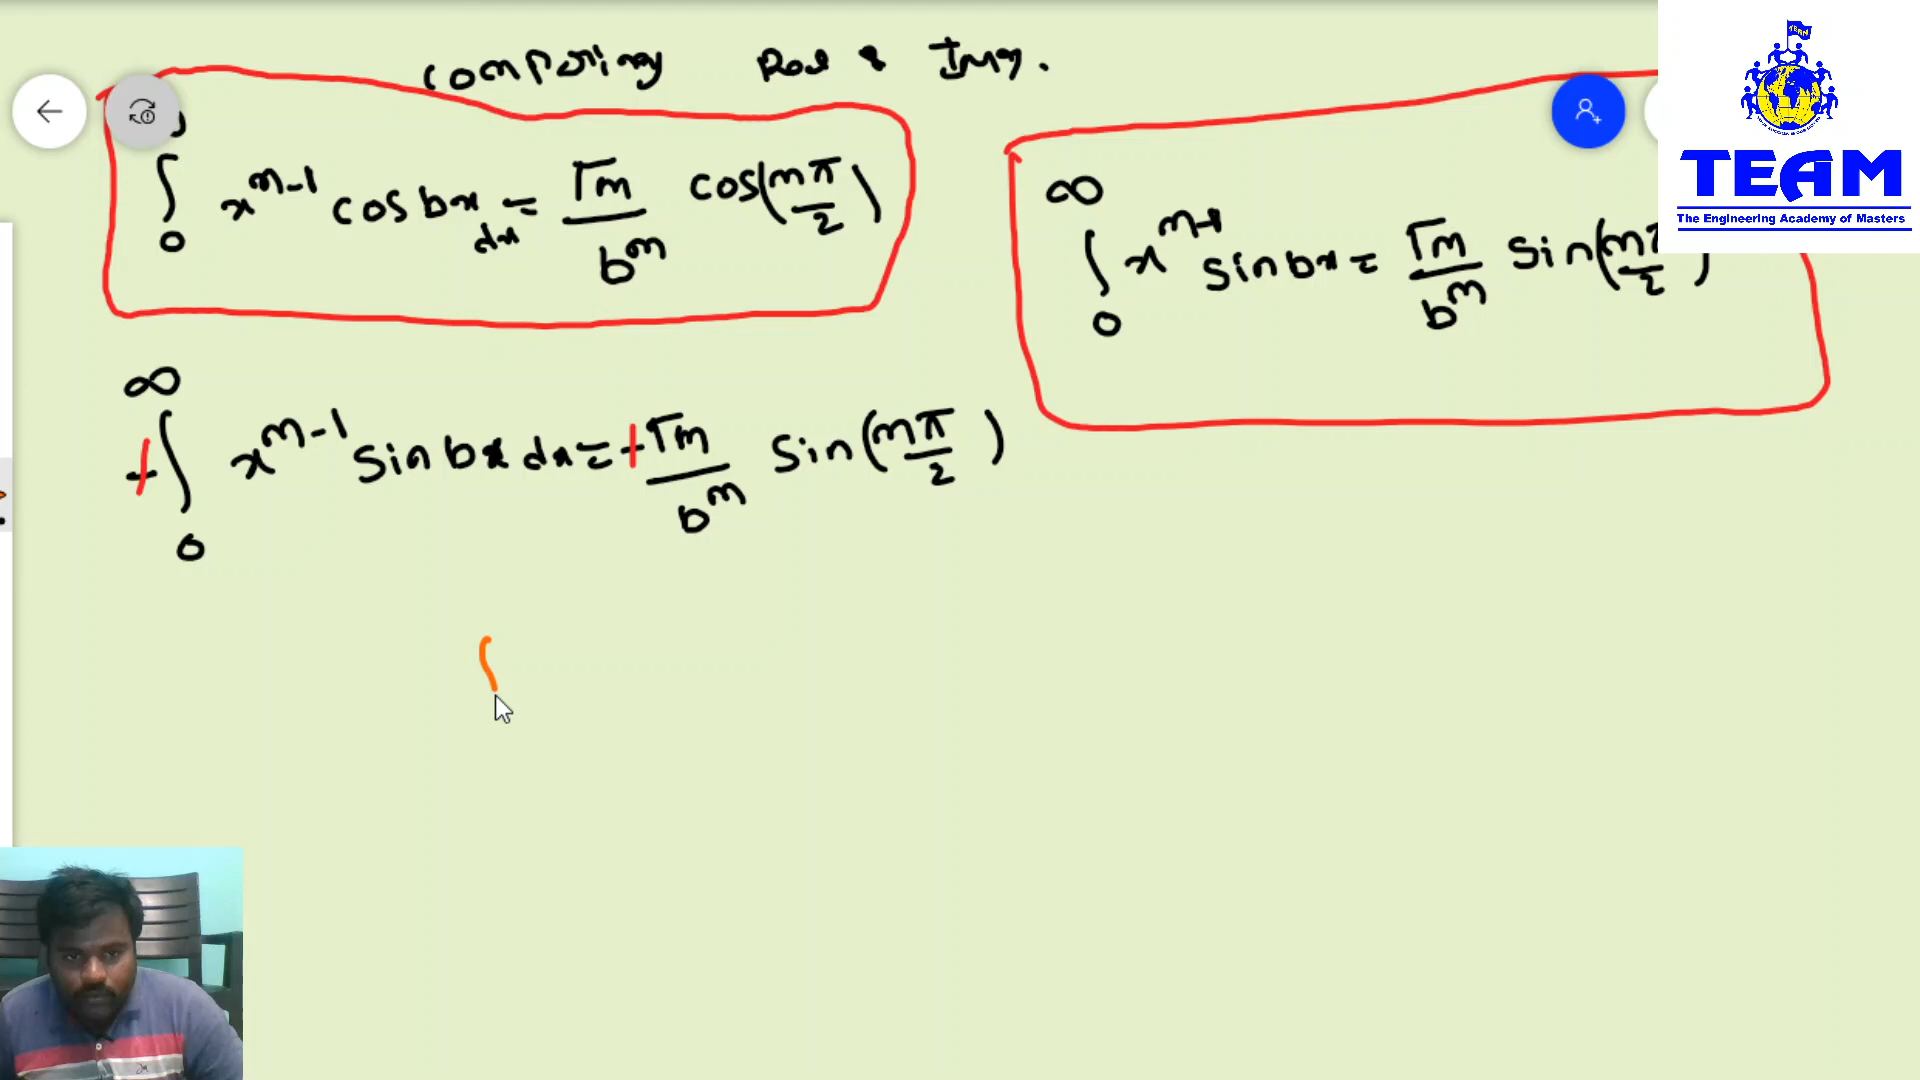 Comparing Real & Img.
∫₀ x^(m-1) cos bx dx = Γm / b^m cos(mπ/2)
∫₀^∞ x^(m-1) sin bx = Γm / b^m sin(mπ/2)
-∫₀^∞ x^(m-1) sin bx dx = -Γm / b^m sin(mπ/2)
TEAM
TEAM
The Engineering Academy of Masters